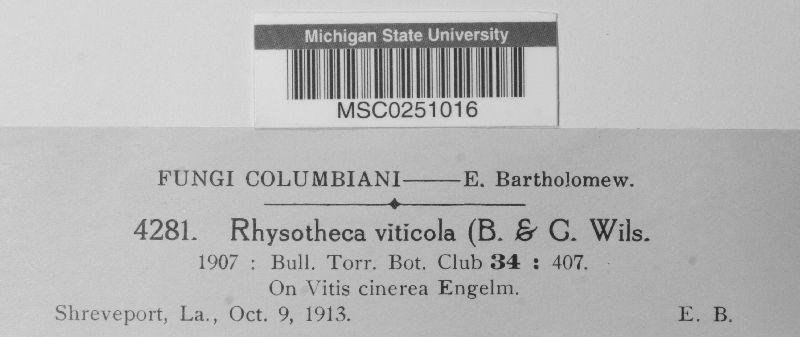 Michigan State University
MSC0251016
FUNGI COLUMBIANI——E. Bartholomew.
4281. Rhysotheca viticola (B. & C. Wils.
1907 : Bull. Torr. Bot. Club 34 : 407.
On Vitis cinerea Engelm.
Shreveport, La., Oct. 9, 1913. E. B.